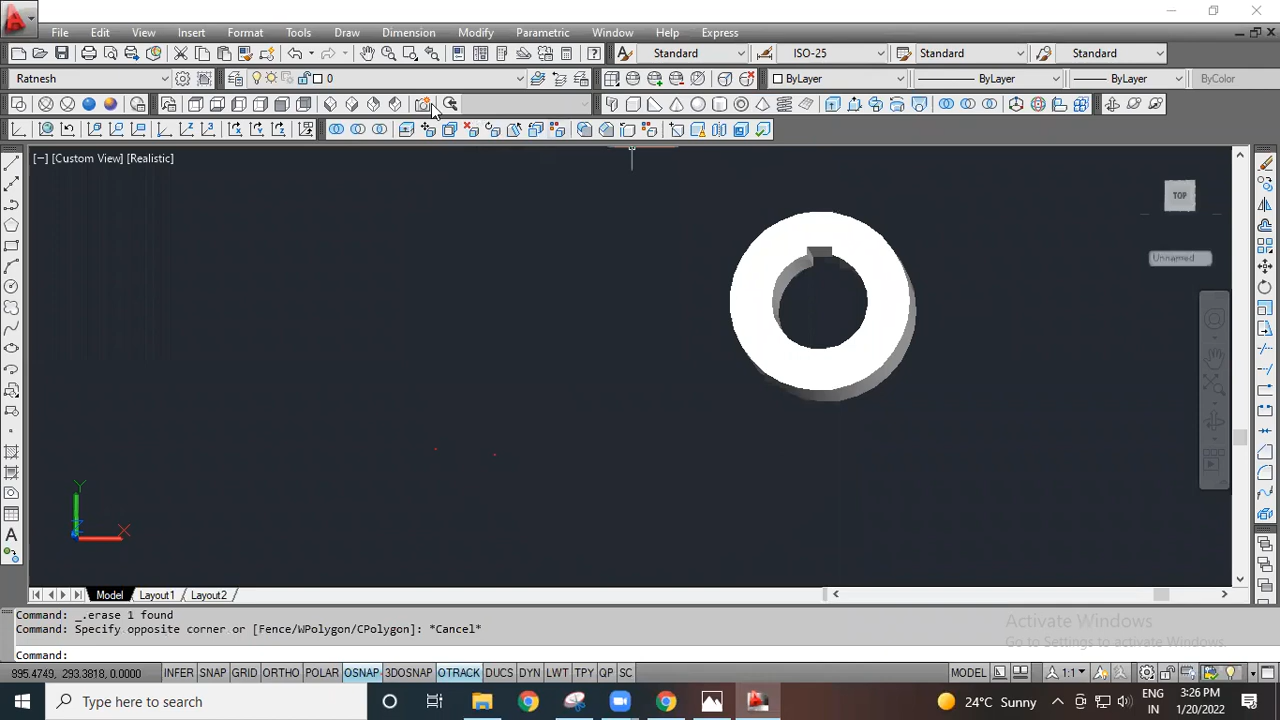 File Edit View Insert Format Tools Draw Dimension Modify Parametric Window Help Express
Standard ISO-25 Standard Standard
Ratnesh 0 ByLayer ByLayer ByLayer ByColor
[−] [Custom View] [Realistic]
TOP
Unnamed
Y
X
A
Model Layout1 Layout2
Command: _.erase 1 found
Command: Specify opposite corner or [Fence/WPolygon/CPolygon]: *Cancel*
Command:
Activate Windows
Go to Settings to activate Windows.
995.4749, 293.3818, 0.0000 INFER SNAP GRID ORTHO POLAR OSNAP 3DOSNAP OTRACK DUCS DYN LWT TPY QP SC MODEL 1:1
Type here to search 24°C Sunny ENG IN 3:26 PM 1/20/2022